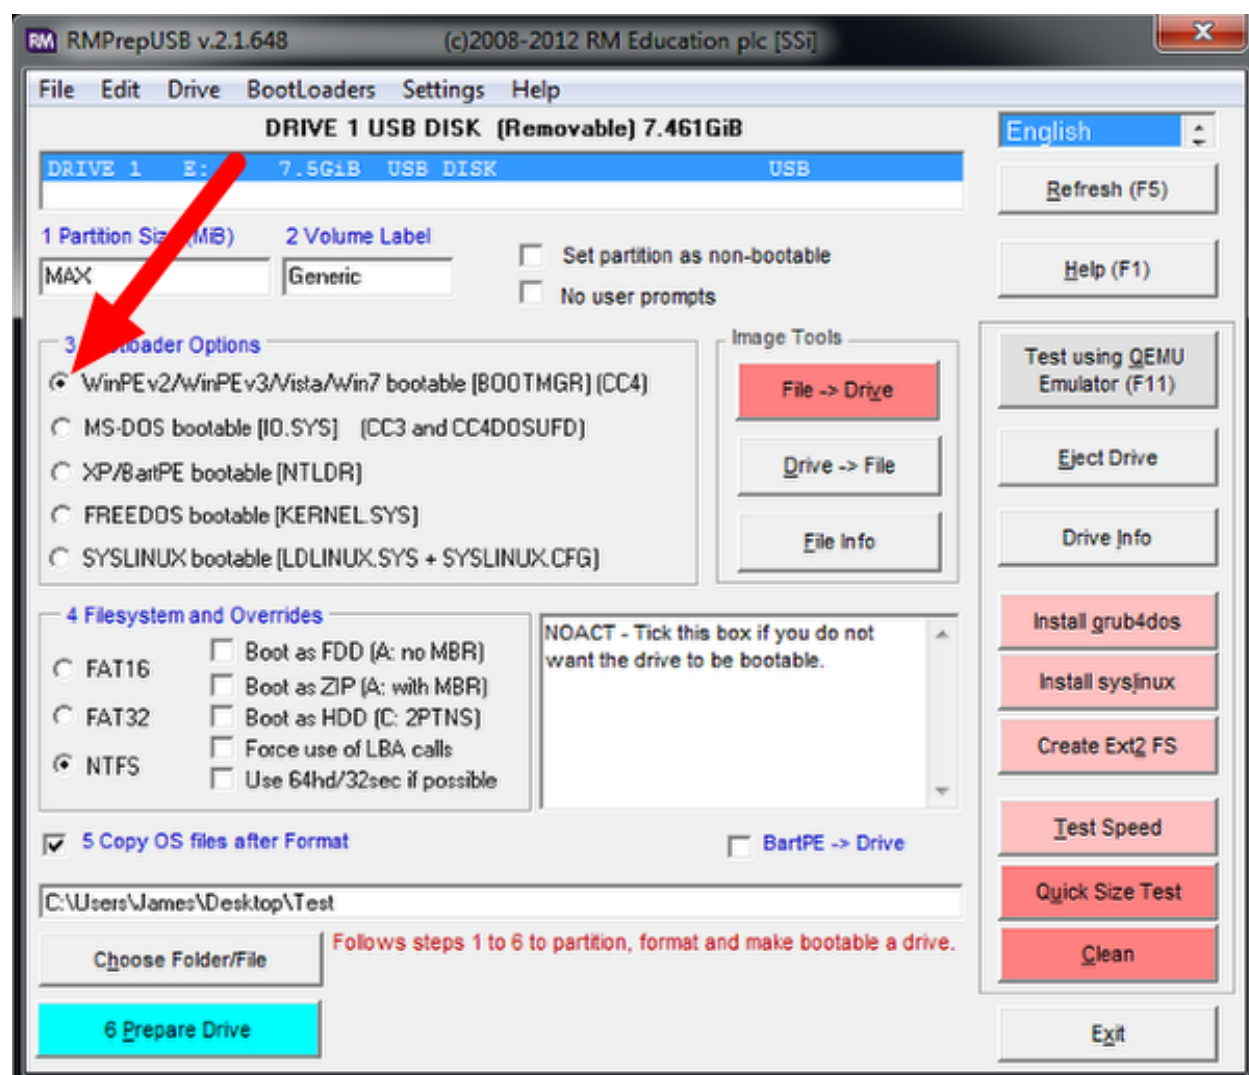 RM RMPrepUSB v.2.1.648 (c)2008-2012 RM Education plc [SSi] X
File Edit Drive BootLoaders Settings Help
DRIVE 1 USB DISK (Removable) 7.461GiB
English
DRIVE 1 E: 7.5GiB USB DISK USB
Refresh (F5)
1 Partition (MiB) 2 Volume Label
MAX
Generic
Set partition as non-bootable
No user prompts
Help (F1)
3 Options
WinPEv2/WinPEv3/Vista/Win7 bootable [BOOTMGR] (CC4)
MS-DOS bootable [IO.SYS] (CC3 and CC4DOSUFD)
XP/BartPE bootable [NTLDR]
FREEDOS bootable [KERNEL.SYS]
SYSLINUX bootable [LDLINUX.SYS + SYSLINUX.CFG]
Image Tools
File -> Drive
Drive -> File
File Info
Test using QEMU
Emulator (F11)
Eject Drive
Drive Info
4 Filesystem and Overrides
FAT16
FAT32
NTFS
Boot as FDD (A: no MBR)
Boot as ZIP (A: with MBR)
Boot as HDD (C: 2PTNS)
Force use of LBA calls
Use 64hd/32sec if possible
NOACT - Tick this box if you do not
want the drive to be bootable.
Install grub4dos
Install syslinux
Create Ext2 FS
Test Speed
Quick Size Test
Clean
5 Copy OS files after Format
BartPE -> Drive
C:\Users\James\Desktop\Test
Choose Folder/File
Follows steps 1 to 6 to partition, format and make bootable a drive.
6 Prepare Drive
Exit